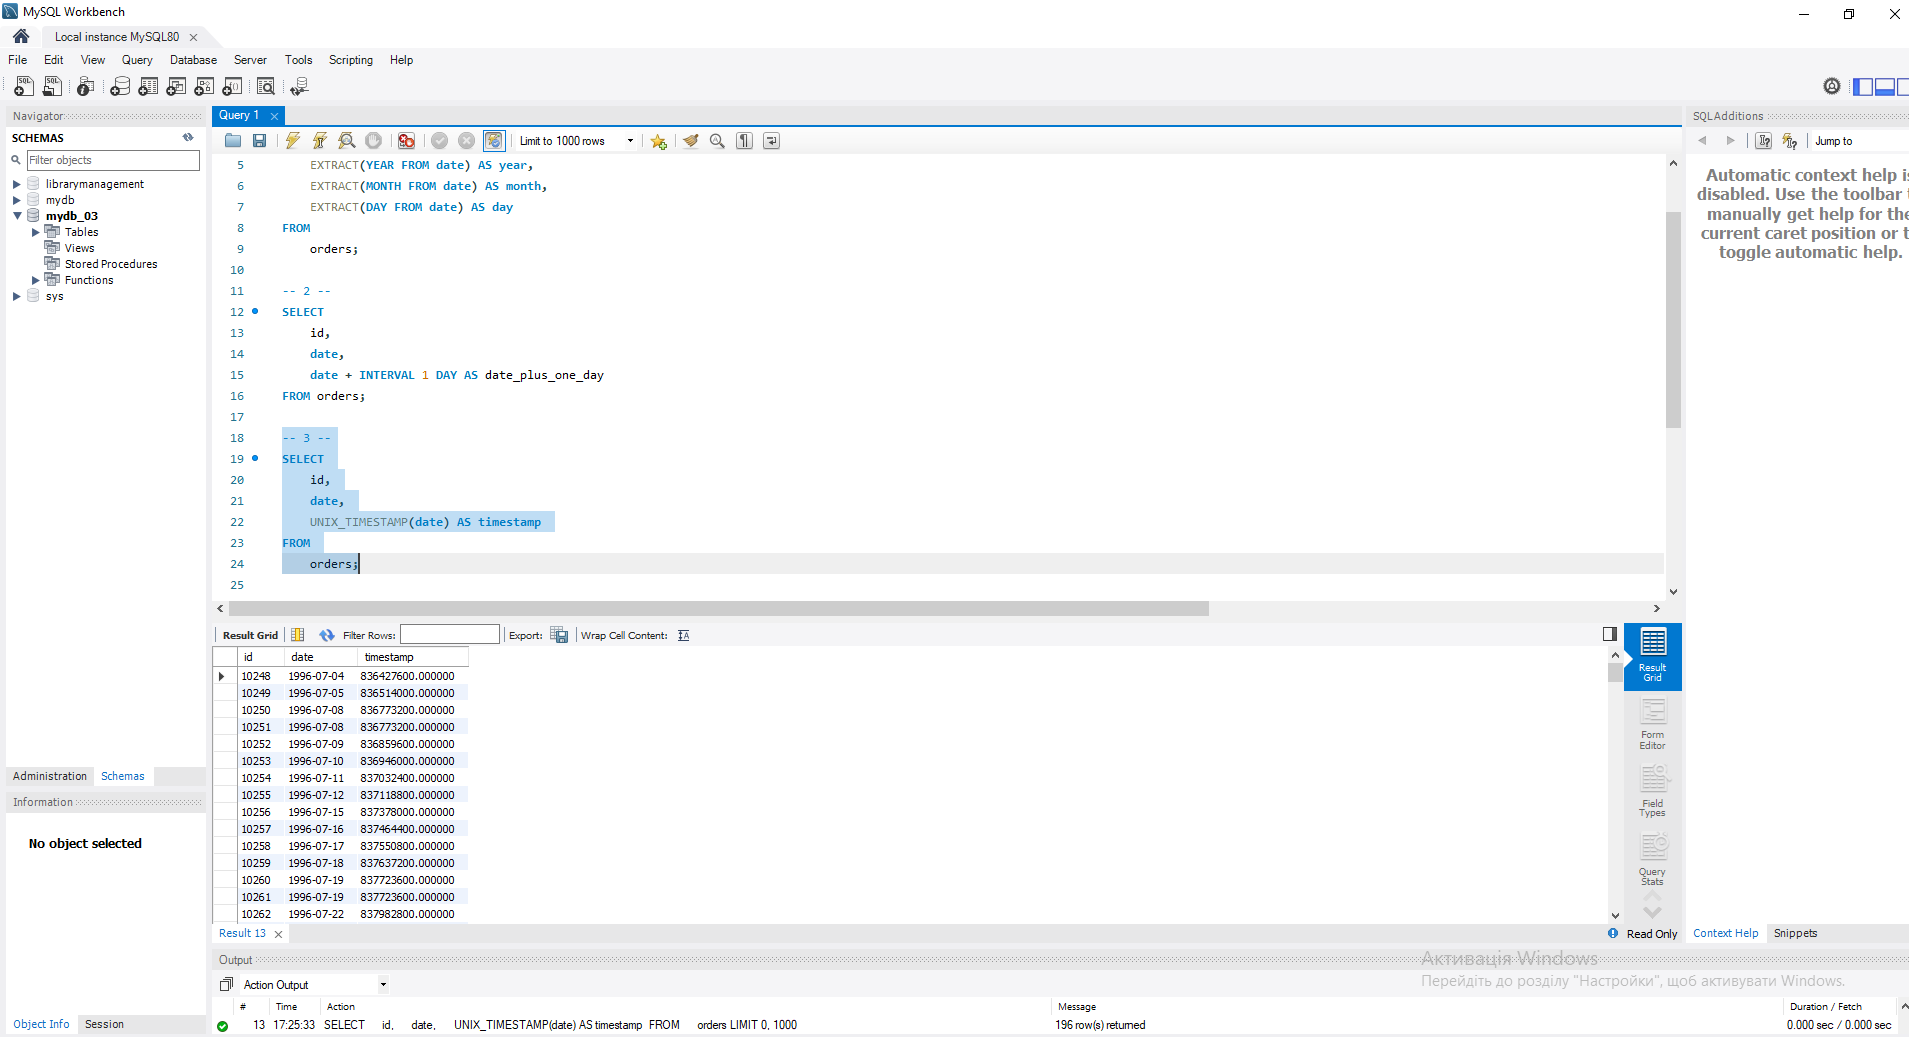 MySQL Workbench
Local instance MySQL80
File Edit View Query Database Server Tools Scripting Help
Navigator
SCHEMAS
Filter objects
librarymanagement
mydb
mydb_03
Tables
Views
Stored Procedures
Functions
sys
Administration Schemas
Information
No object selected
Object Info Session
Query 1
Limit to 1000 rows
5 EXTRACT(YEAR FROM date) AS year,
6 EXTRACT(MONTH FROM date) AS month,
7 EXTRACT(DAY FROM date) AS day
8 FROM
9 orders;
10
11 -- 2 --
12 SELECT
13 id,
14 date,
15 date + INTERVAL 1 DAY AS date_plus_one_day
16 FROM orders;
17
18 -- 3 --
19 SELECT
20 id,
21 date,
22 UNIX_TIMESTAMP(date) AS timestamp
23 FROM
24 orders;
25
Result Grid Filter Rows: Export: Wrap Cell Content:
id date timestamp
10248 1996-07-04 836427600.000000
10249 1996-07-05 836514000.000000
10250 1996-07-08 836773200.000000
10251 1996-07-08 836773200.000000
10252 1996-07-09 836859600.000000
10253 1996-07-10 836946000.000000
10254 1996-07-11 837032400.000000
10255 1996-07-12 837118800.000000
10256 1996-07-15 837378000.000000
10257 1996-07-16 837464400.000000
10258 1996-07-17 837550800.000000
10259 1996-07-18 837637200.000000
10260 1996-07-19 837723600.000000
10261 1996-07-19 837723600.000000
10262 1996-07-22 837982800.000000
Result
Grid
Form
Editor
Field
Types
Query
Stats
Result 13
Read Only
SQLAdditions
Jump to
Automatic context help is
disabled. Use the toolbar t
manually get help for the
current caret position or t
toggle automatic help.
Context Help Snippets
Output
Action Output
# Time Action Message Duration / Fetch
13 17:25:33 SELECT id, date, UNIX_TIMESTAMP(date) AS timestamp FROM orders LIMIT 0, 1000 196 row(s) returned 0.000 sec / 0.000 sec
Активація Windows
Перейдіть до розділу "Настройки", щоб активувати Windows.